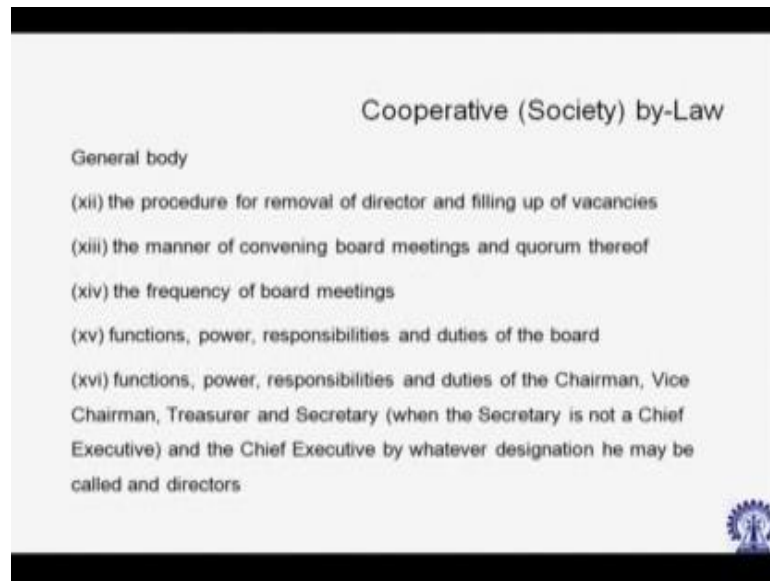 Cooperative (Society) by-Law
General body
(xii) the procedure for removal of director and filling up of vacancies
(xiii) the manner of convening board meetings and quorum thereof
(xiv) the frequency of board meetings
(xv) functions, power, responsibilities and duties of the board
(xvi) functions, power, responsibilities and duties of the Chairman, Vice
Chairman, Treasurer and Secretary (when the Secretary is not a Chief
Executive) and the Chief Executive by whatever designation he may be
called and directors